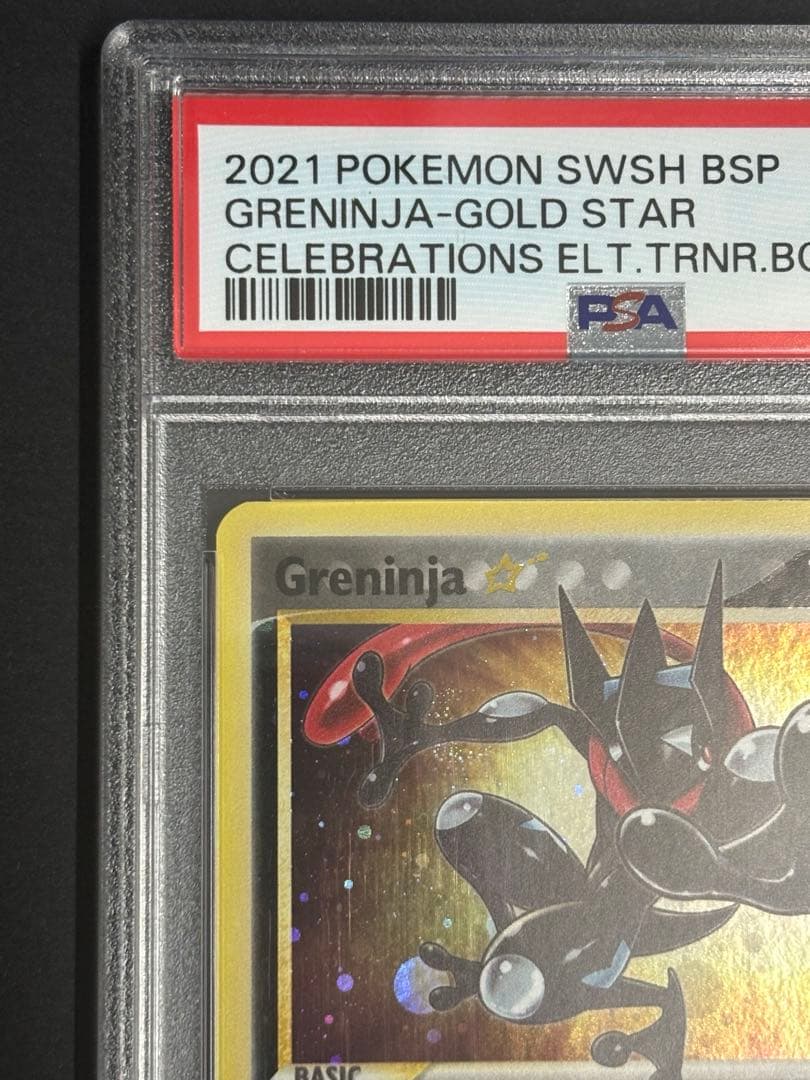 2021 POKEMON SWSH BSP
GRENINJA-GOLD STAR
CELEBRATIONS ELT.TRNR.BO
PSA
Greninja
BASIC